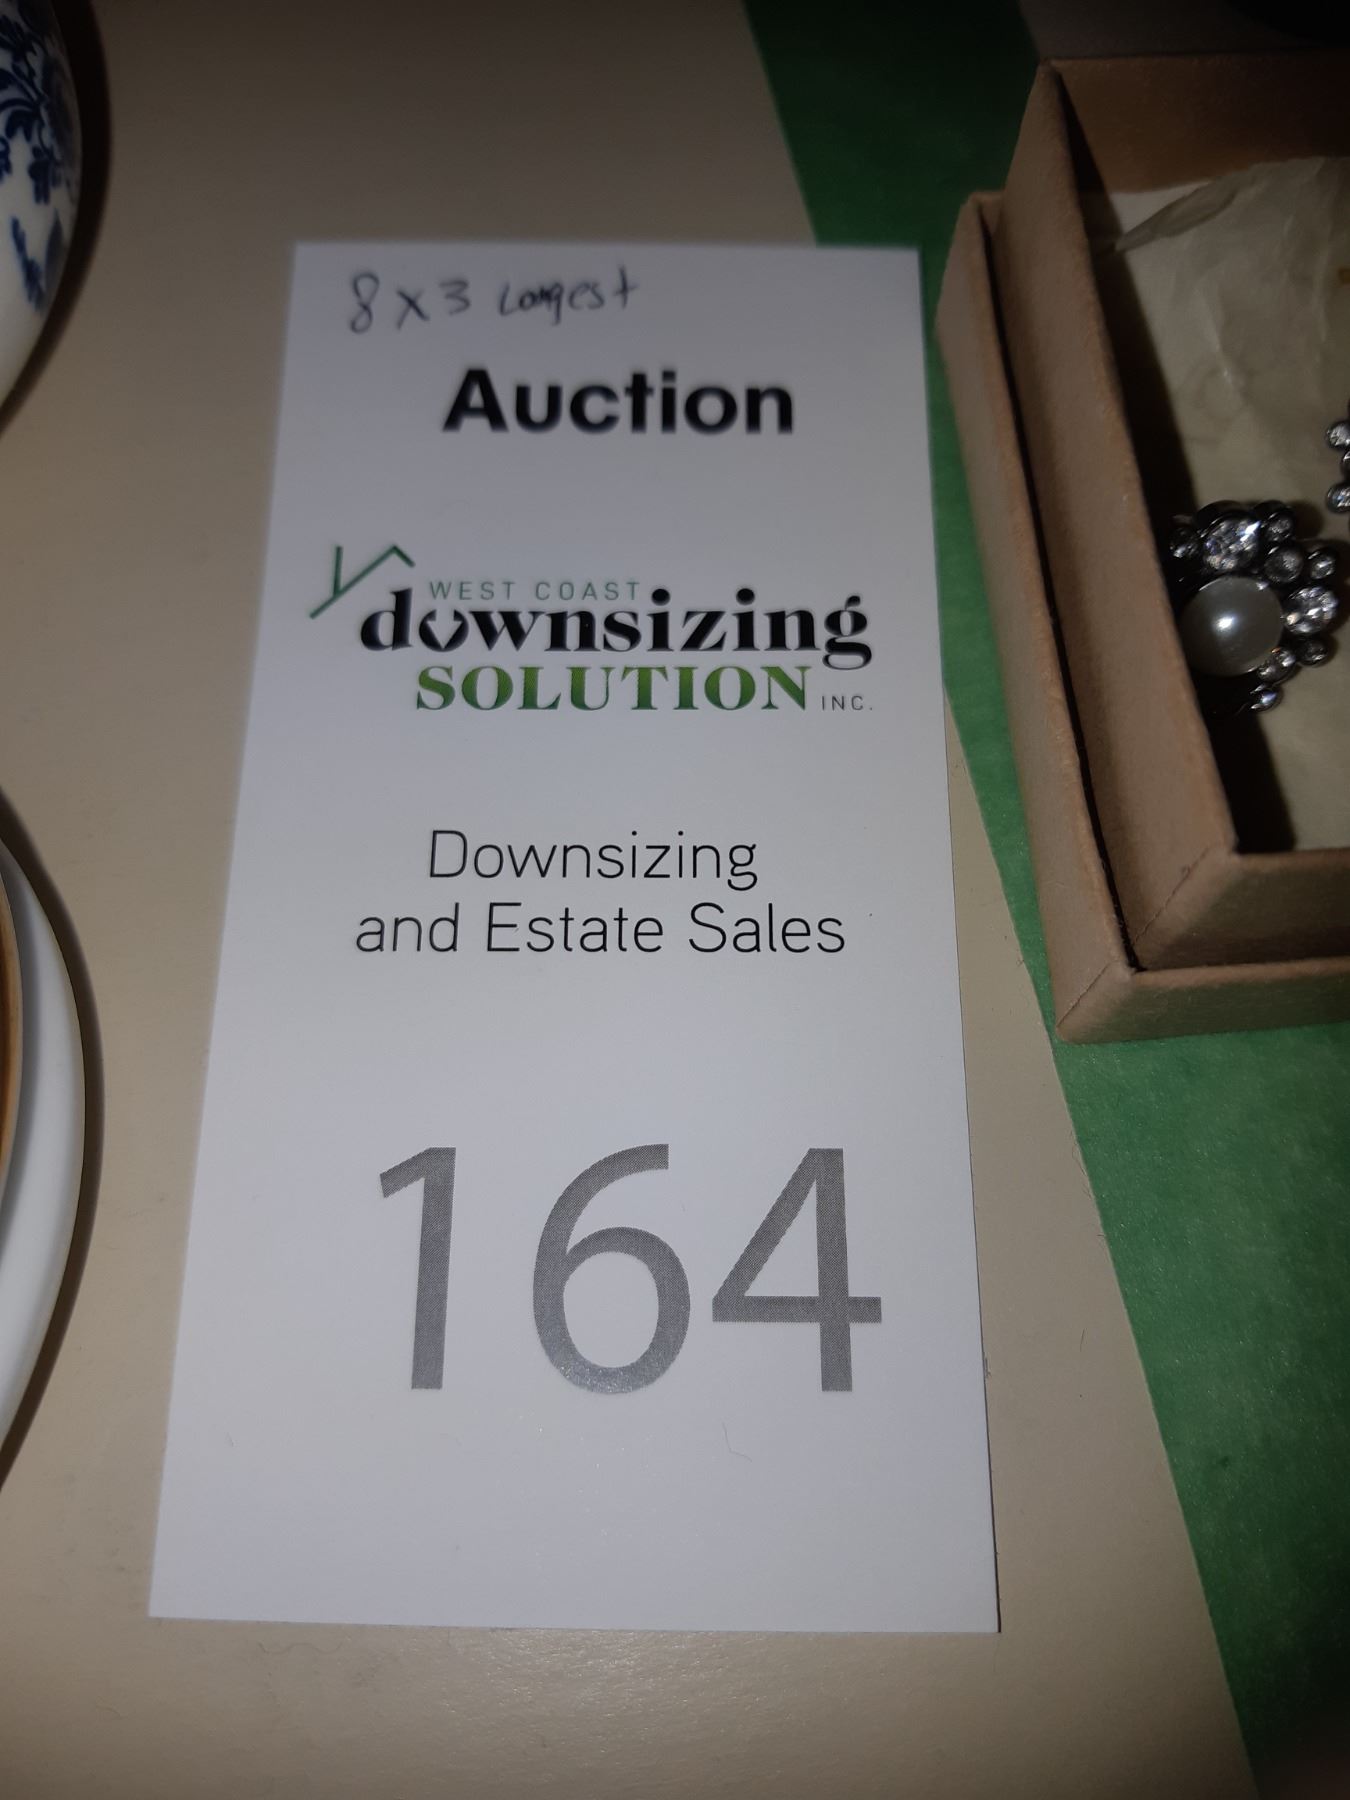 8 x 3 Longest
Auction
WEST COAST
downsizing
SOLUTION INC.
Downsizing
and Estate Sales
164